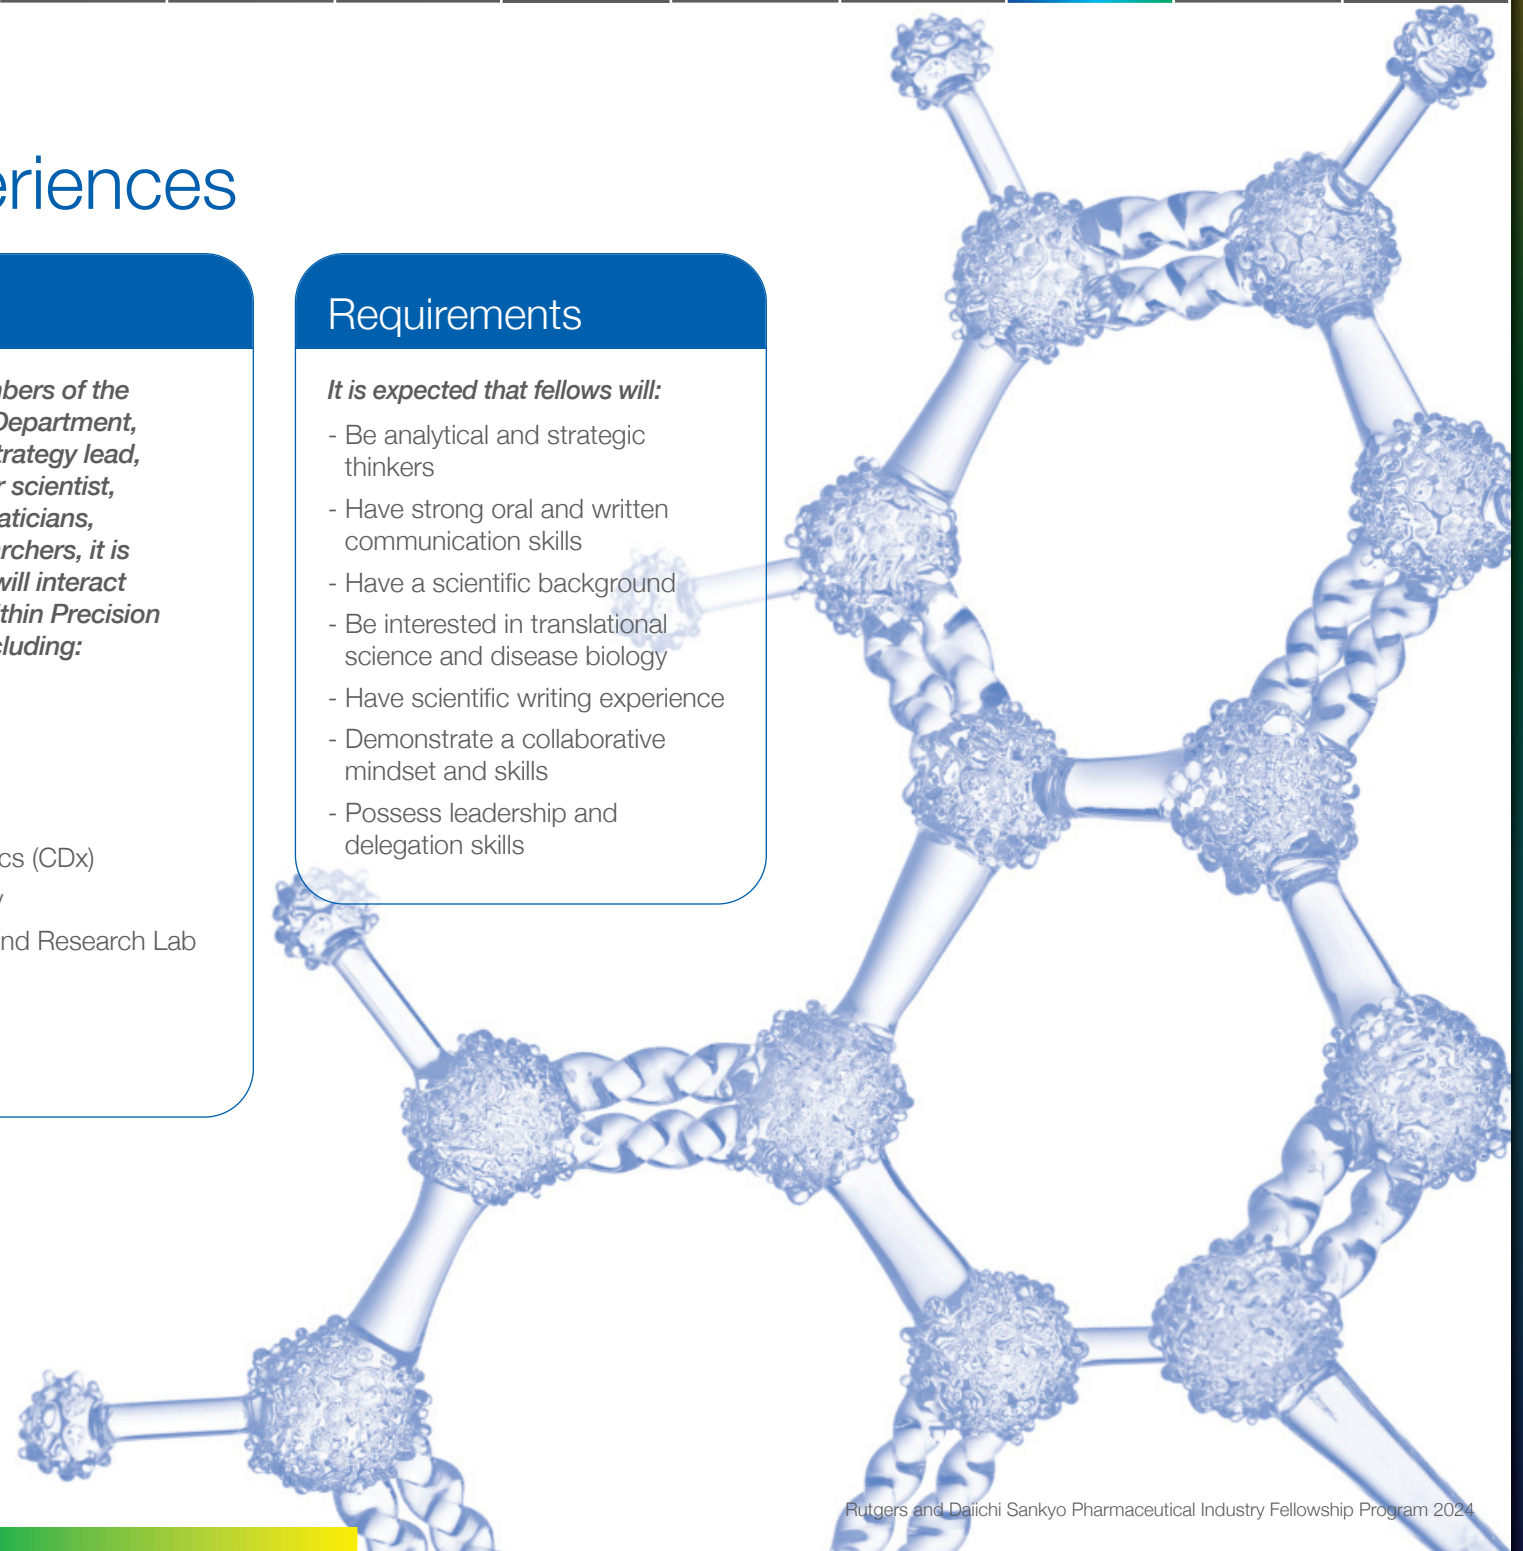 eriences
mbers of the
Department,
trategy lead,
r scientist,
aticians,
rchers, it is
will interact
ithin Precision
cluding:
cs (CDx)
nd Research Lab
Requirements
It is expected that fellows will:
- Be analytical and strategic
thinkers
- Have strong oral and written
communication skills
- Have a scientific background
- Be interested in translational
science and disease biology
- Have scientific writing experience
- Demonstrate a collaborative
mindset and skills
- Possess leadership and
delegation skills
Rutgers and Daiichi Sankyo Pharmaceutical Industry Fellowship Program 2024